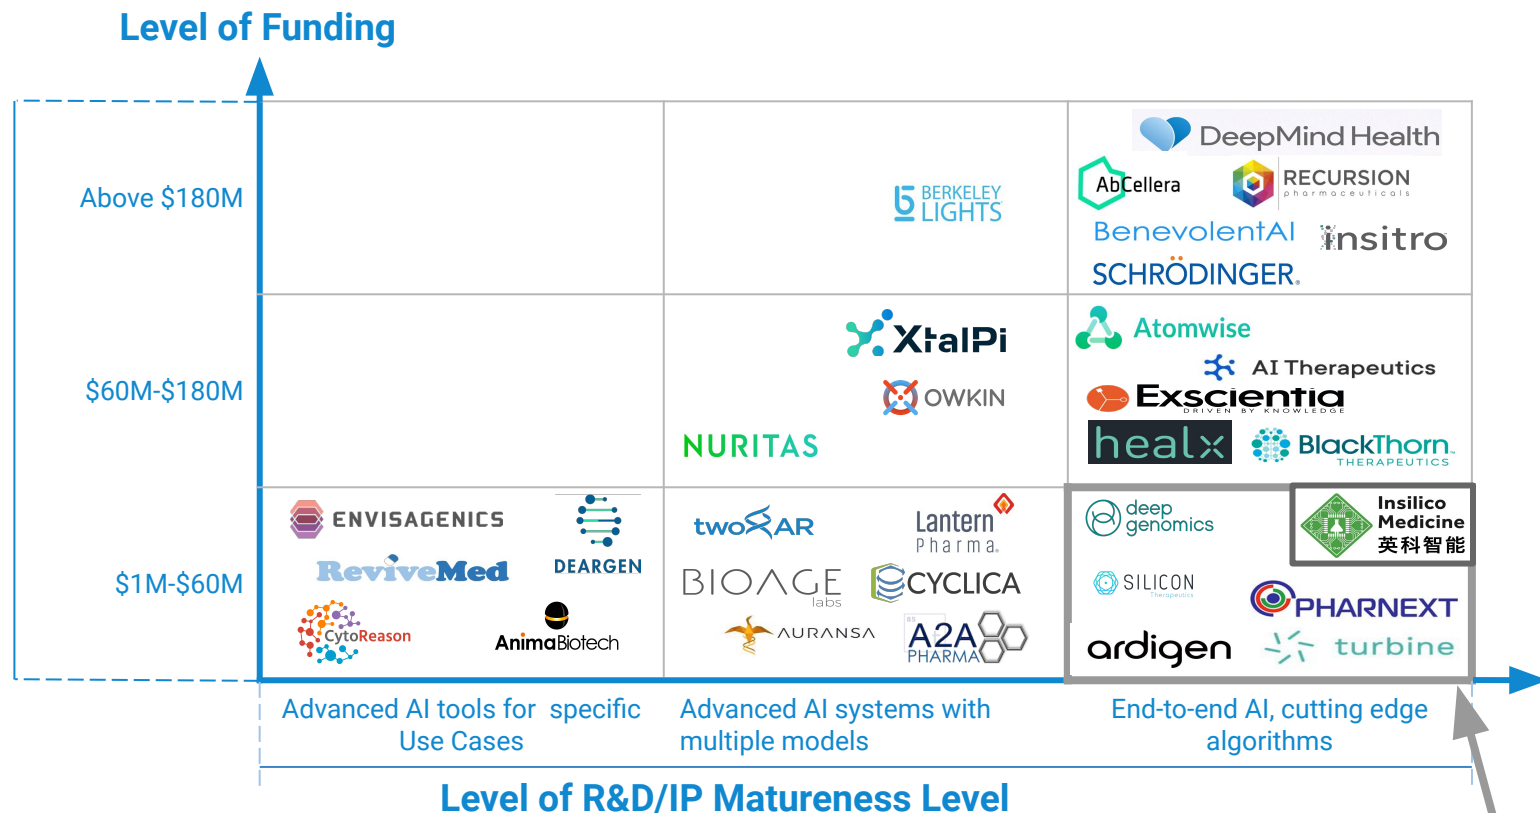 Level of Funding
Above $180M
DeepMind Health
AbCellera
RECURSION
pharmaceuticals
BERKELEY
LIGHTS
BenevolentAI
insitro
SCHRÖDINGER®
$60M-$180M
XtalPi
Atomwise
AI Therapeutics
OWKIN
Exscientia
DRIVEN BY KNOWLEDGE
NURITAS
healx
BlackThorn™
THERAPEUTICS
$1M-$60M
ENVISAGENICS
DEARGEN
ReviveMed
CytoReason
AnimaBiotech
twoXAR
Lantern
Pharma®
BIOAGE
labs
CYCLICA
AURANSA
A2A
PHARMA
deep
genomics
Insilico
Medicine
英科智能
SILICON
Therapeutics
PHARNEXT
ardigen
turbine
Advanced AI tools for specific
Use Cases
Advanced AI systems with
multiple models
End-to-end AI, cutting edge
algorithms
Level of R&D/IP Matureness Level